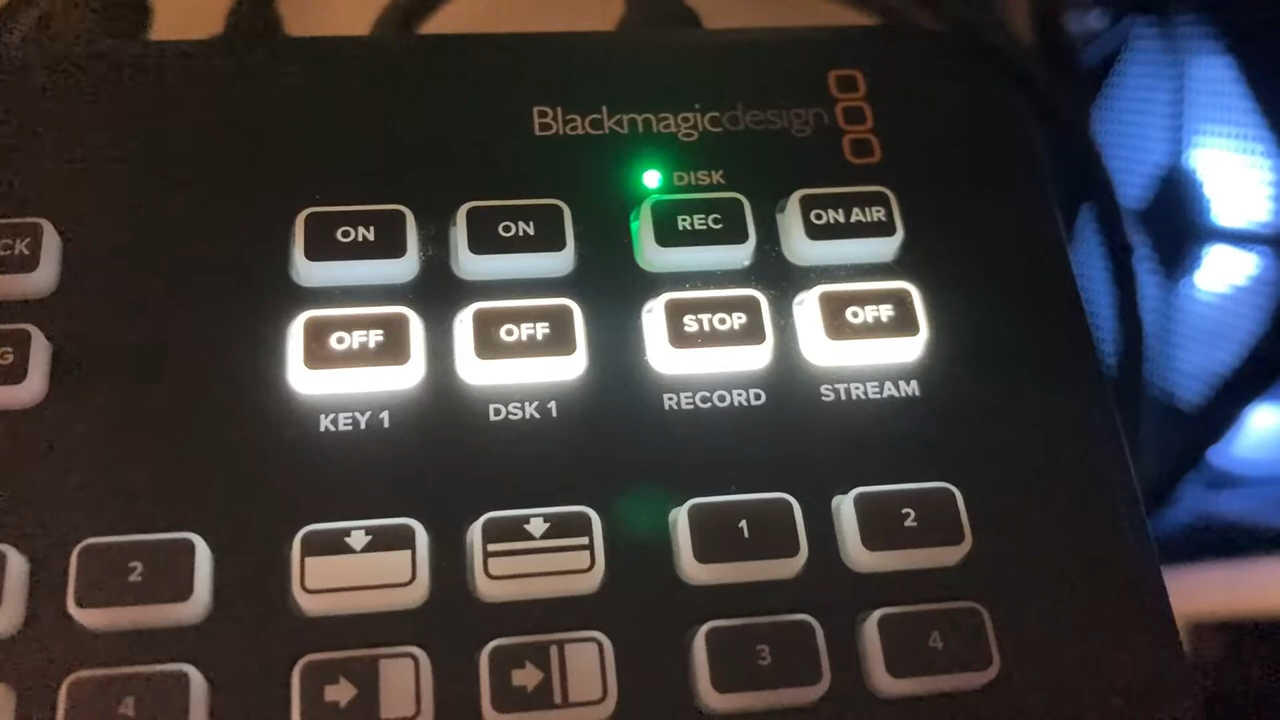 Blackmagicdesign
DISK
CK
ON
ON
REC
ON AIR
G
OFF
OFF
STOP
OFF
KEY 1
DSK 1
RECORD
STREAM
2
1
2
4
3
4